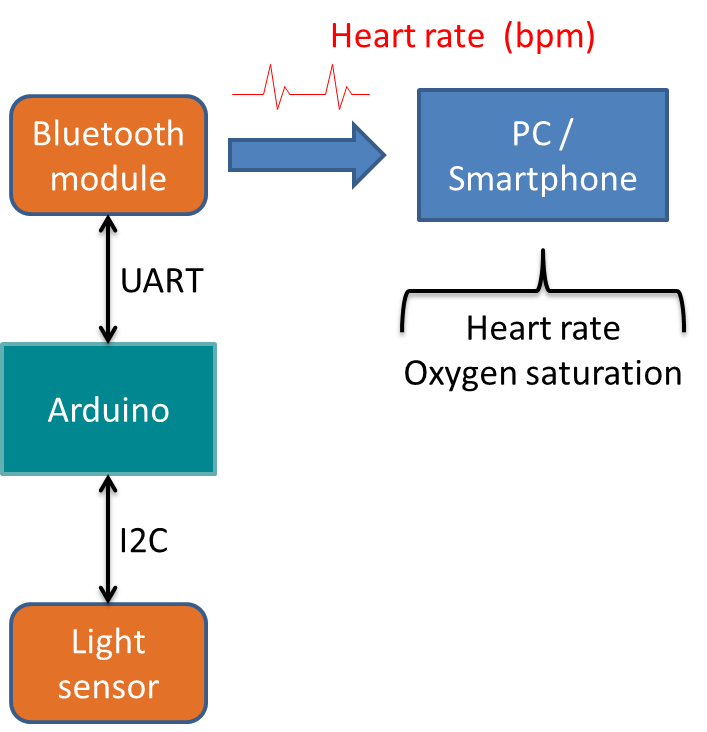 Heart rate  (bpm)
Bluetooth
module
PC /
Smartphone
UART
Heart rate
Oxygen saturation
Arduino
I2C
Light
sensor